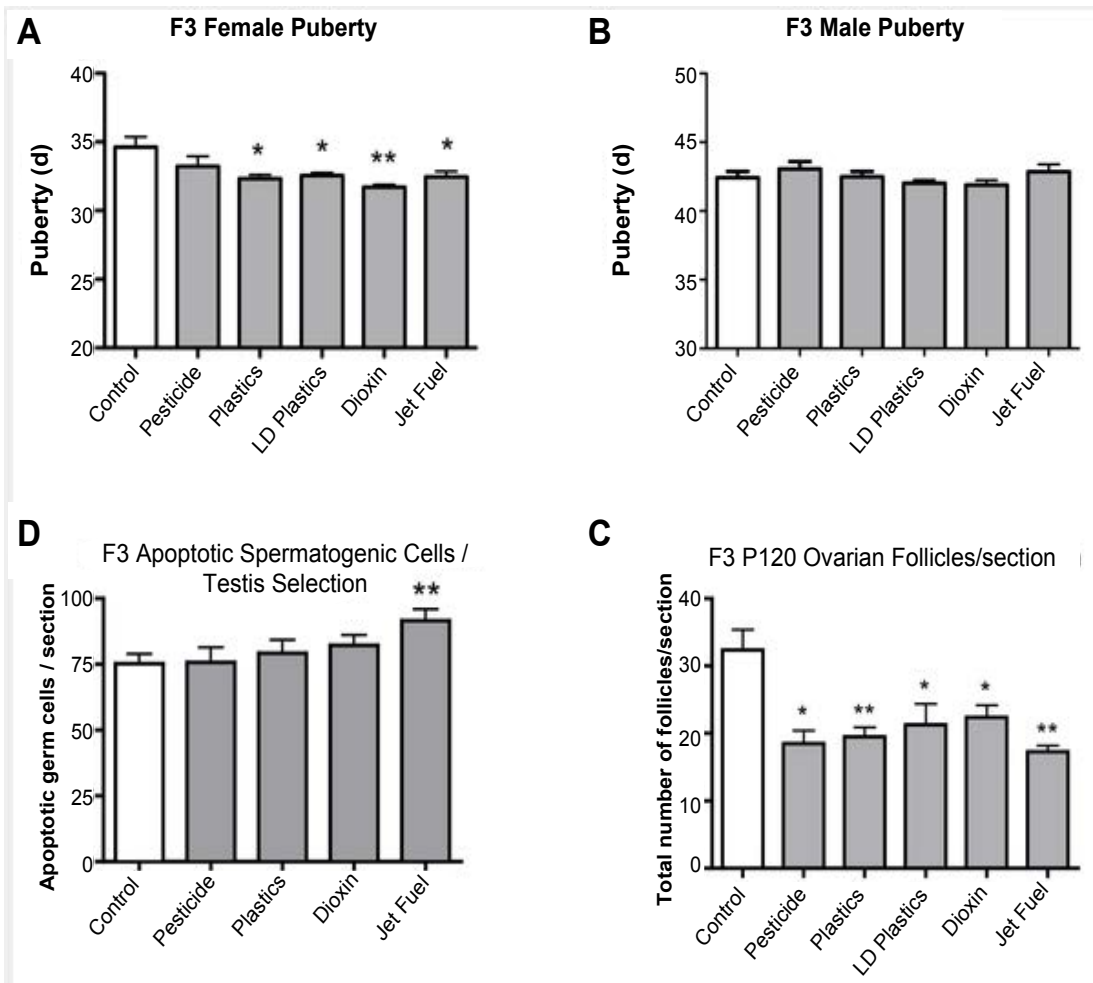 A
F3 Female Puberty
Puberty (d)
40
35
30
25
20
*
*
**
*
Control
Pesticide
Plastics
LD Plastics
Dioxin
Jet Fuel
B
F3 Male Puberty
Puberty (d)
50
45
40
35
30
Control
Pesticide
Plastics
LD Plastics
Dioxin
Jet Fuel
D
F3 Apoptotic Spermatogenic Cells /
Testis Selection
Apoptotic germ cells / section
100
75
50
25
0
**
Control
Pesticide
Plastics
Dioxin
Jet Fuel
C
F3 P120 Ovarian Follicles/section
Total number of follicles/section
40
30
20
10
0
*
**
*
*
**
Control
Pesticide
Plastics
LD Plastics
Dioxin
Jet Fuel